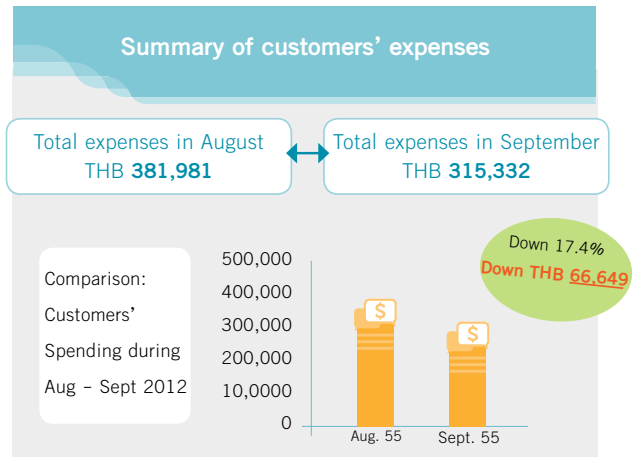 Summary of customers' expenses
Total expenses in August
THB 381,981
Total expenses in September
THB 315,332
Down 17.4%
Down THB 66,649
Comparison:
Customers'
Spending during
Aug – Sept 2012
500,000
400,000
300,000
200,000
10,0000
0
$
$
Aug. 55
Sept. 55